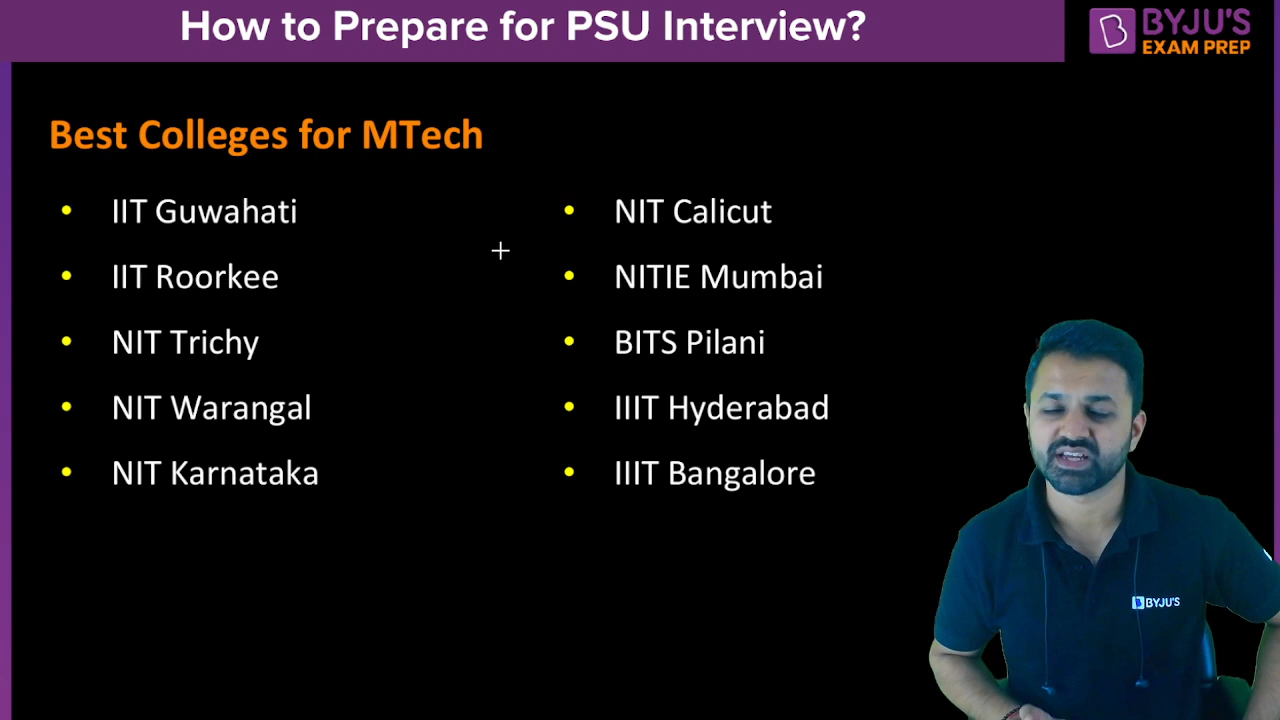 How to Prepare for PSU Interview?
BYJU'S
EXAM PREP
Best Colleges for MTech
• IIT Guwahati
• IIT Roorkee
• NIT Trichy
• NIT Warangal
• NIT Karnataka
• NIT Calicut
• NITIE Mumbai
• BITS Pilani
• IIIT Hyderabad
• IIIT Bangalore
BYJU'S